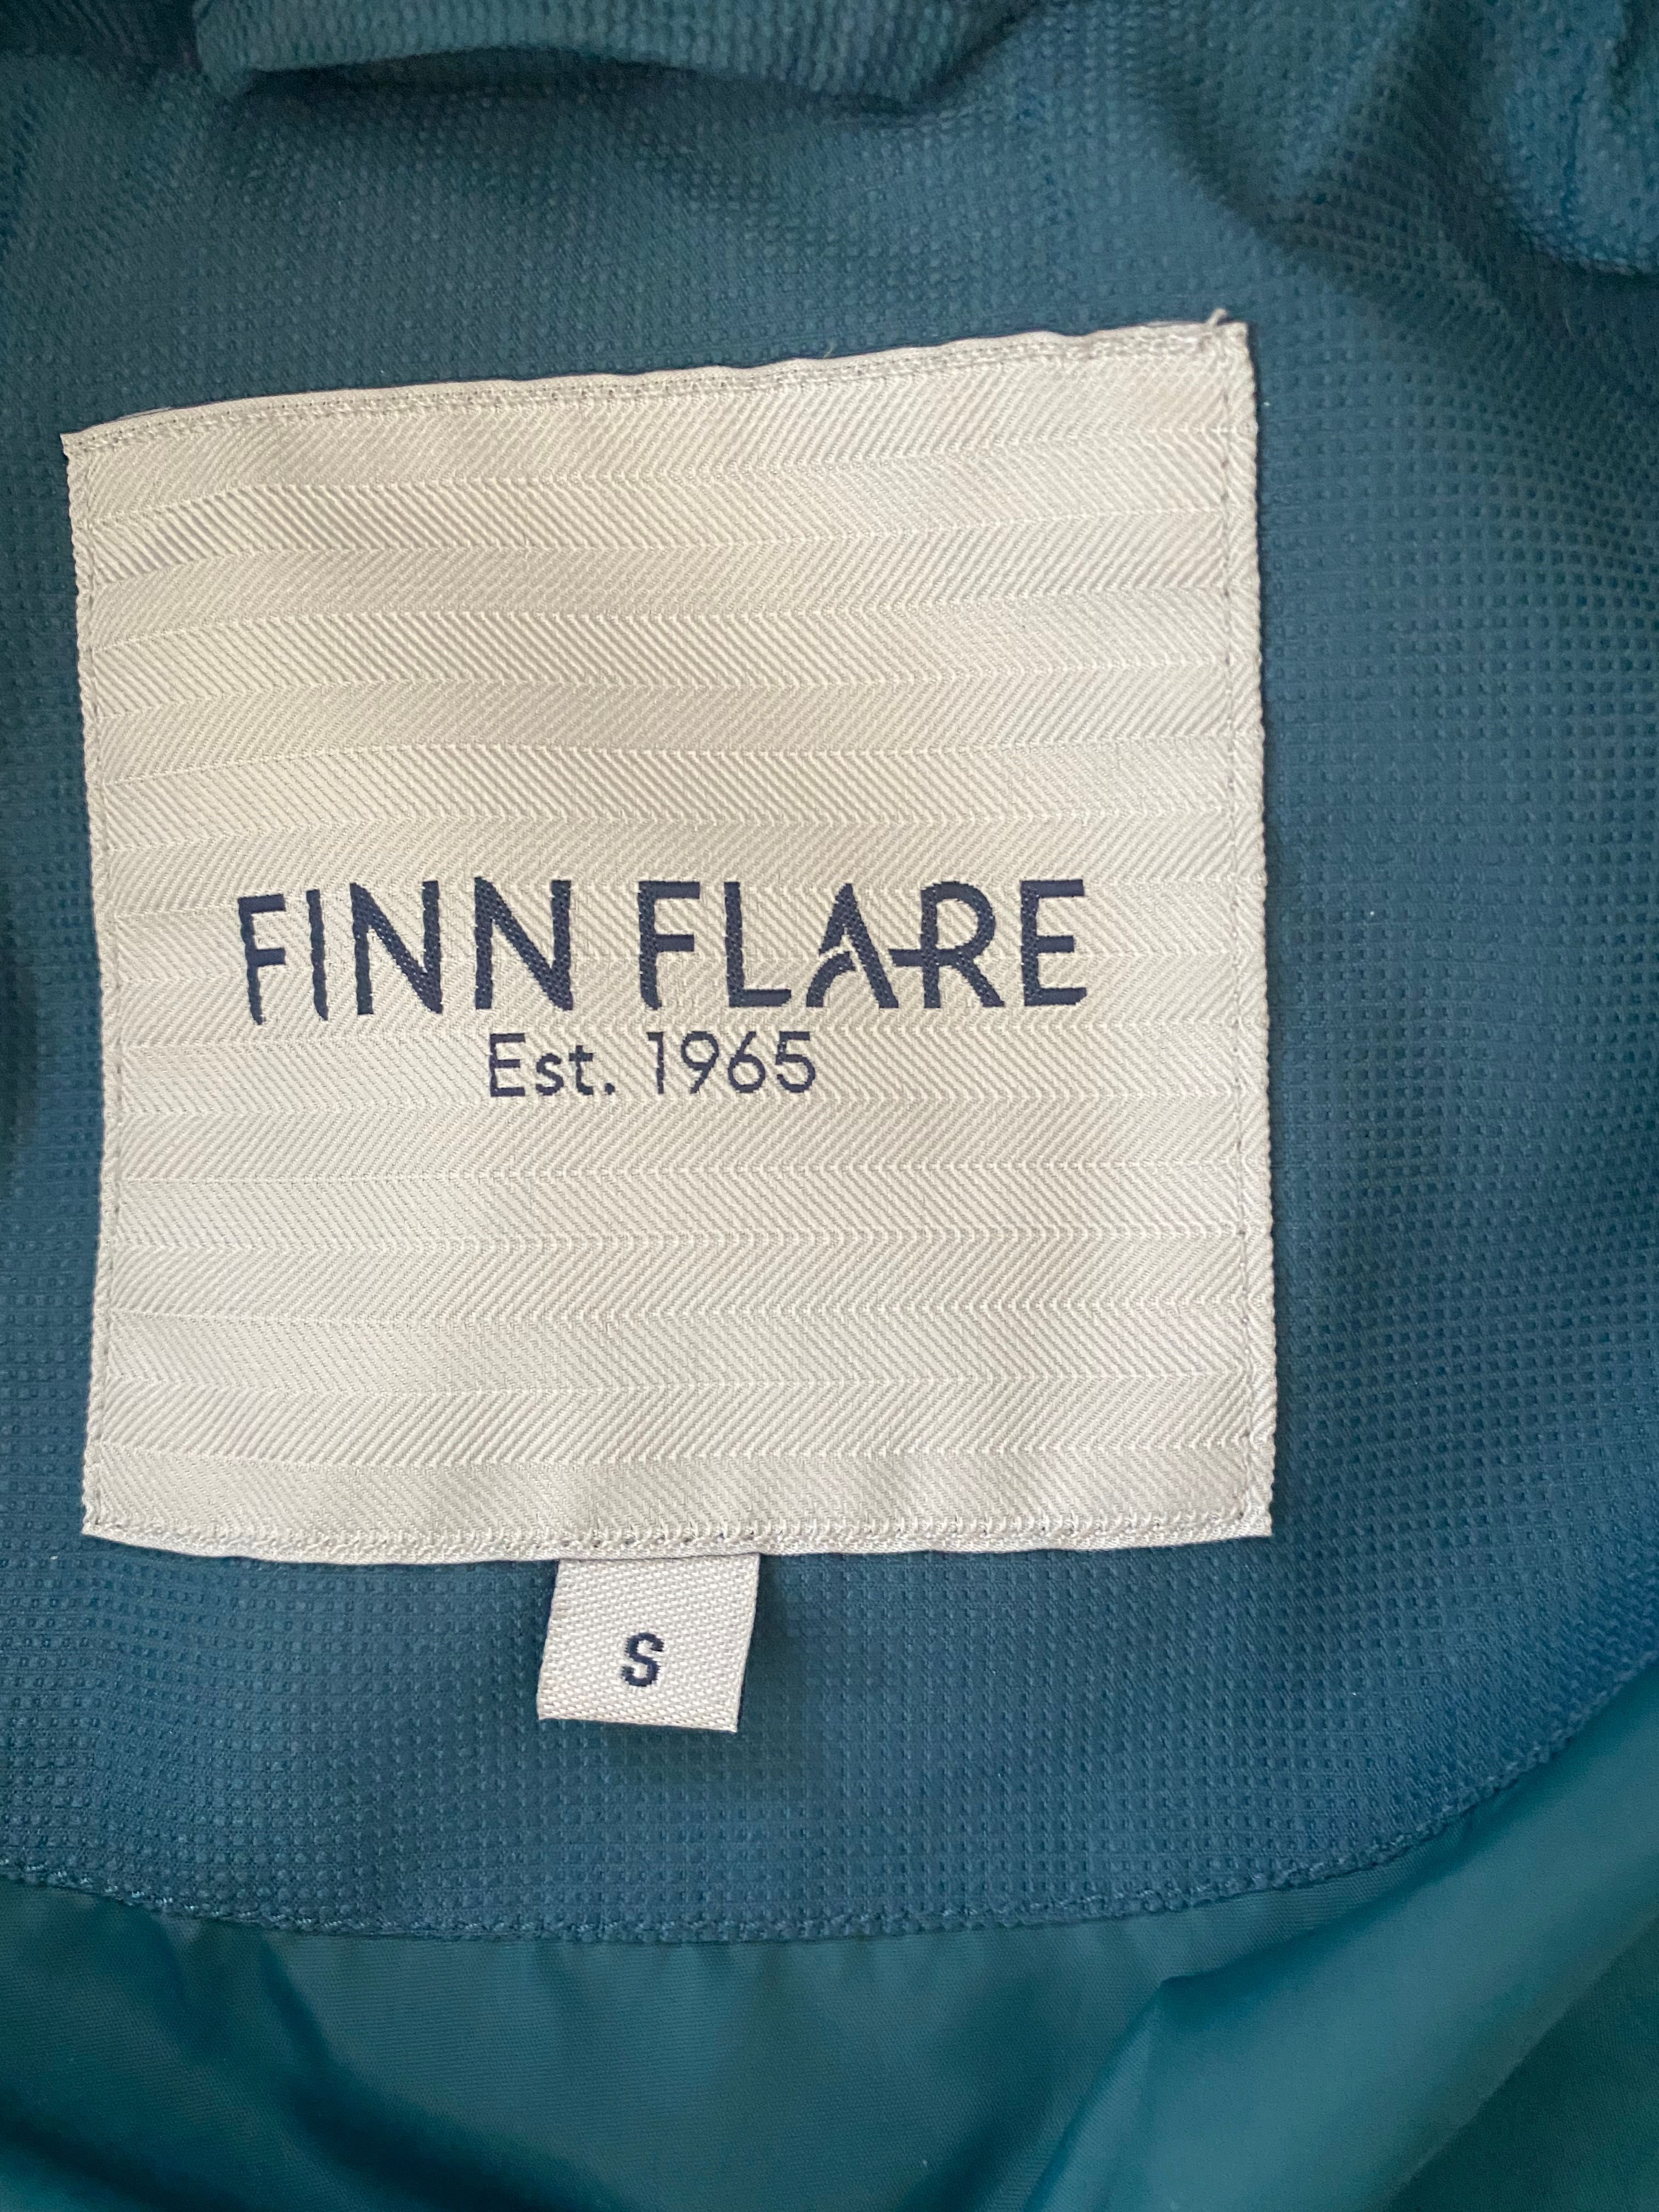 FINN FLARE
Est. 1965
S